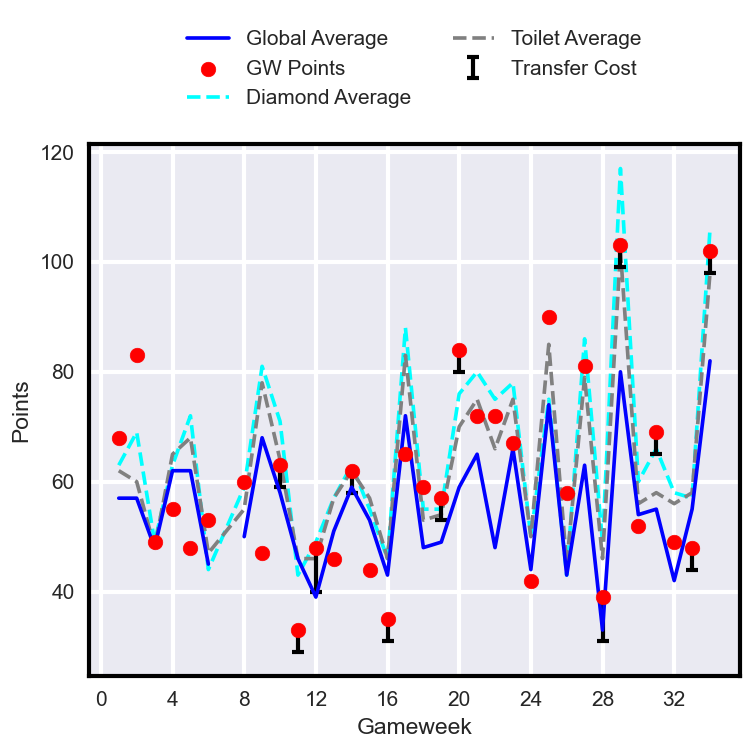 Global Average
GW Points
Diamond Average
Toilet Average
Transfer Cost
120
100
80
60
40
Points
0 4 8 12 16 20 24 28 32
Gameweek